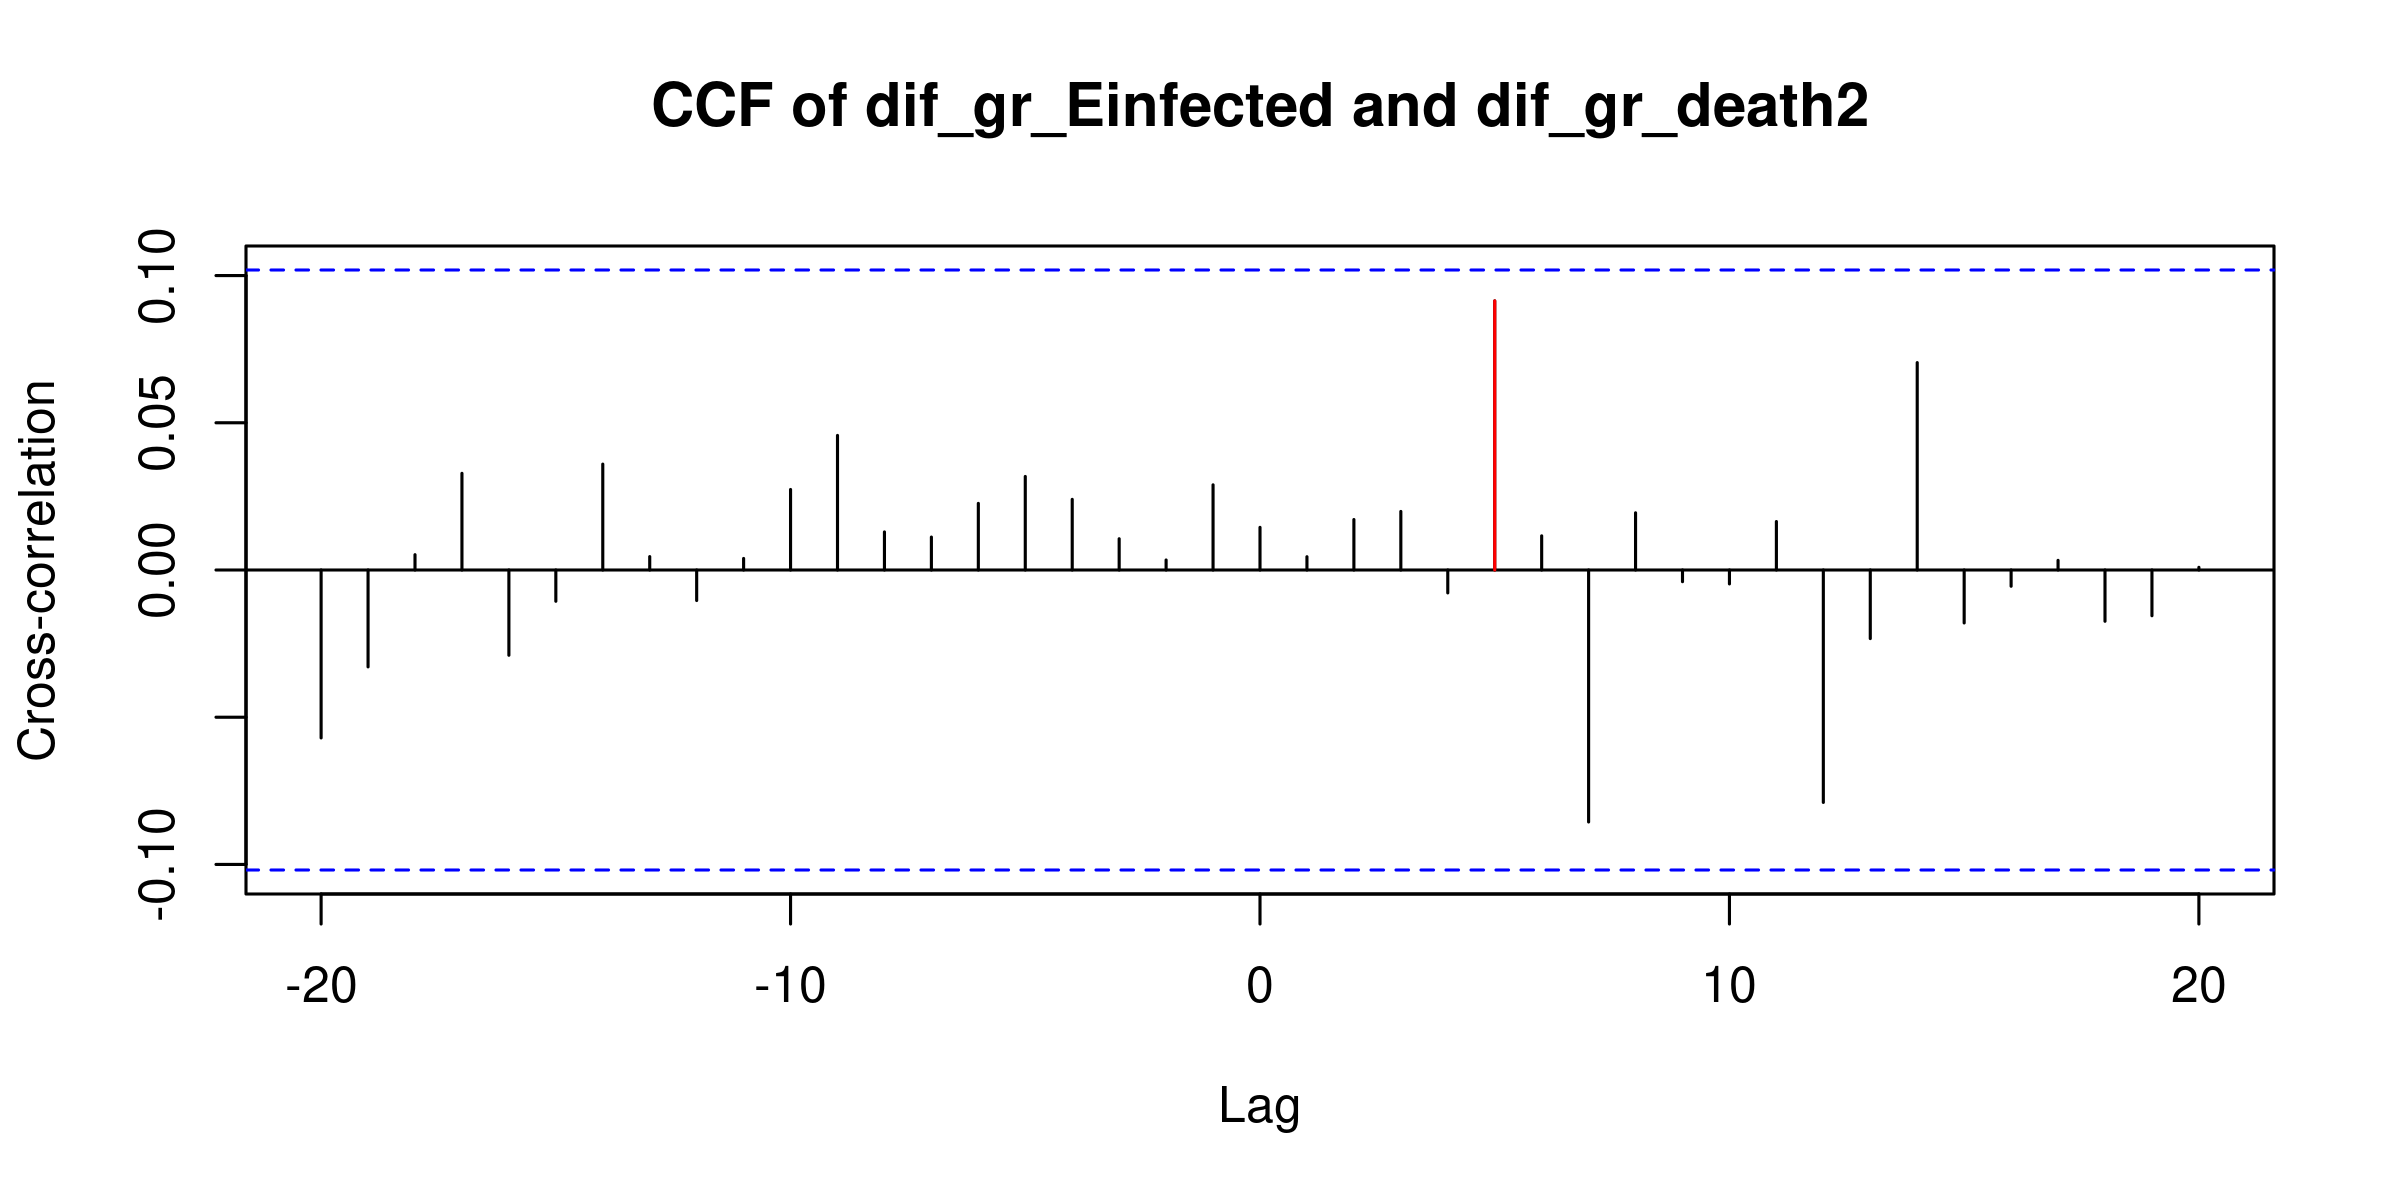 CCF of dif_gr_Einfected and dif_gr_death2
Cross-correlation
0.10
0.05
0.00
-0.10
-20 -10 0 10 20
Lag